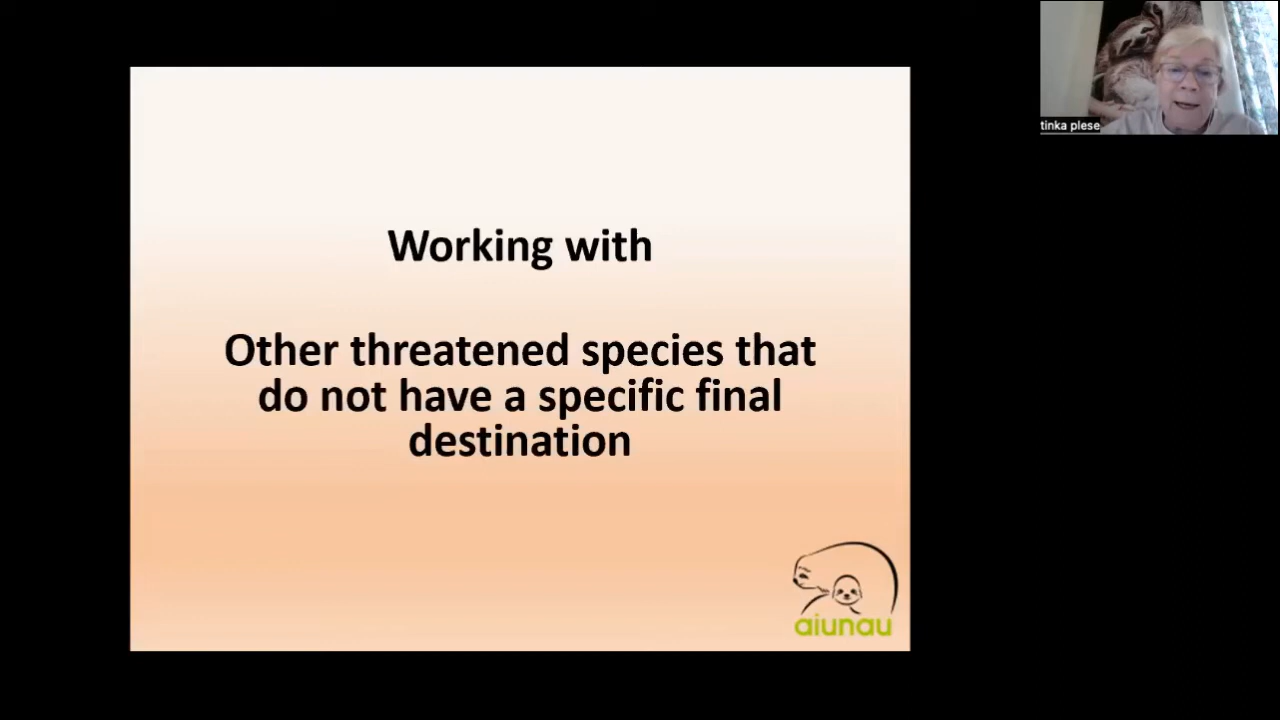 tinka plese
Working with
Other threatened species that
do not have a specific final
destination
aiunau